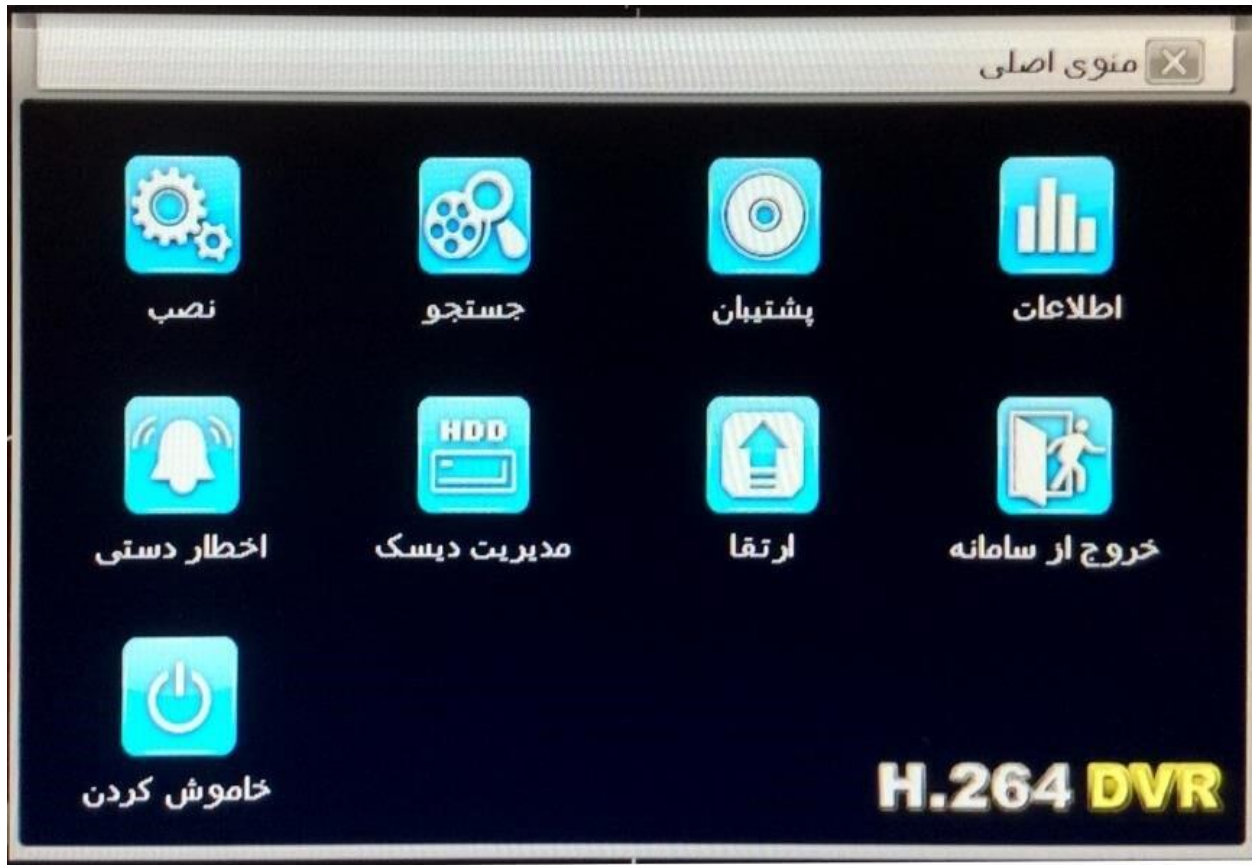 منوی اصلی
نصب
جستجو
پشتیبان
اطلاعات
HDD
اخطار دستی
مدیریت دیسک
ارتقا
خروج از سامانه
خاموش کردن
H.264 DVR